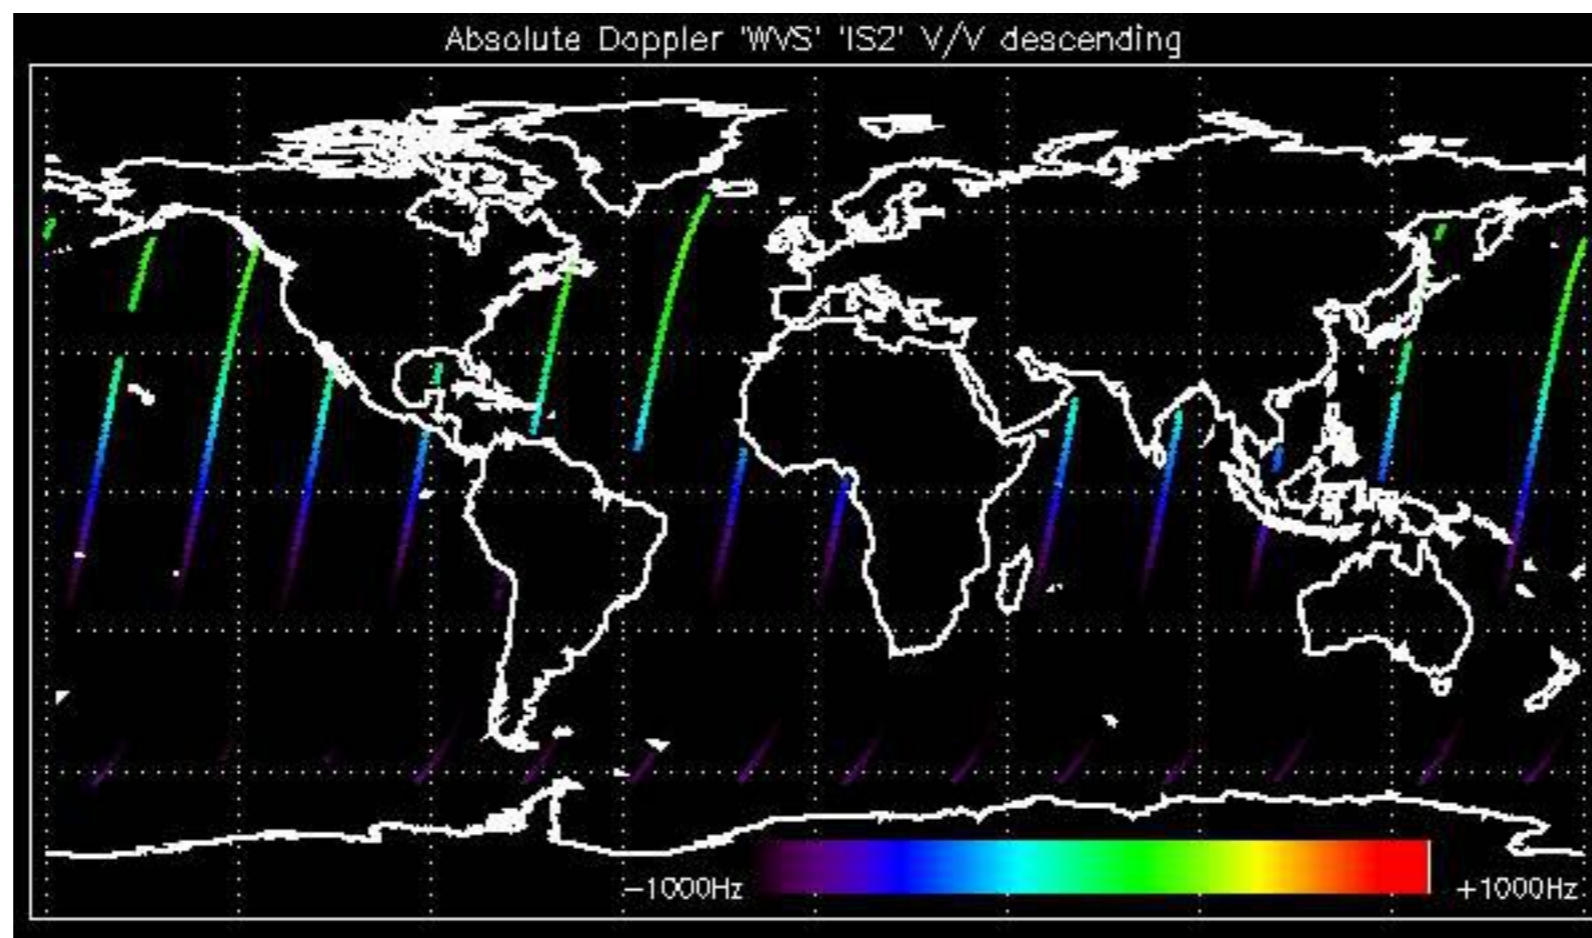 Absolute Doppler 'WVS' 'IS2' V/V descending
−1000Hz +1000Hz